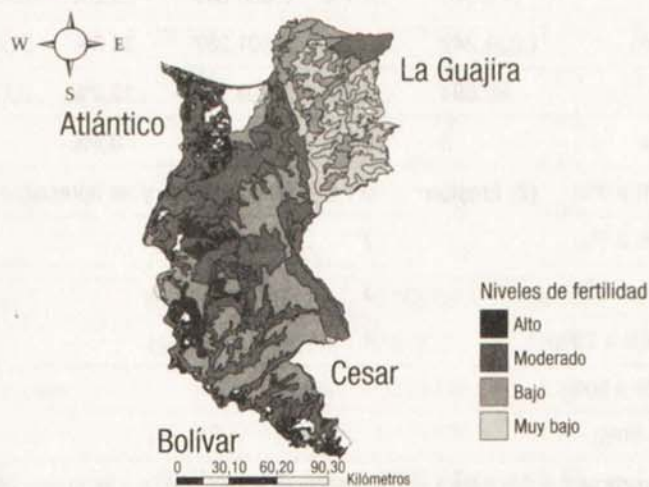 W E
S
La Guajira
Atlántico
Niveles de fertilidad
Alto
Moderado
Bajo
Muy bajo
Cesar
Bolívar
0 30,10 60,20 90,30 Kilómetros